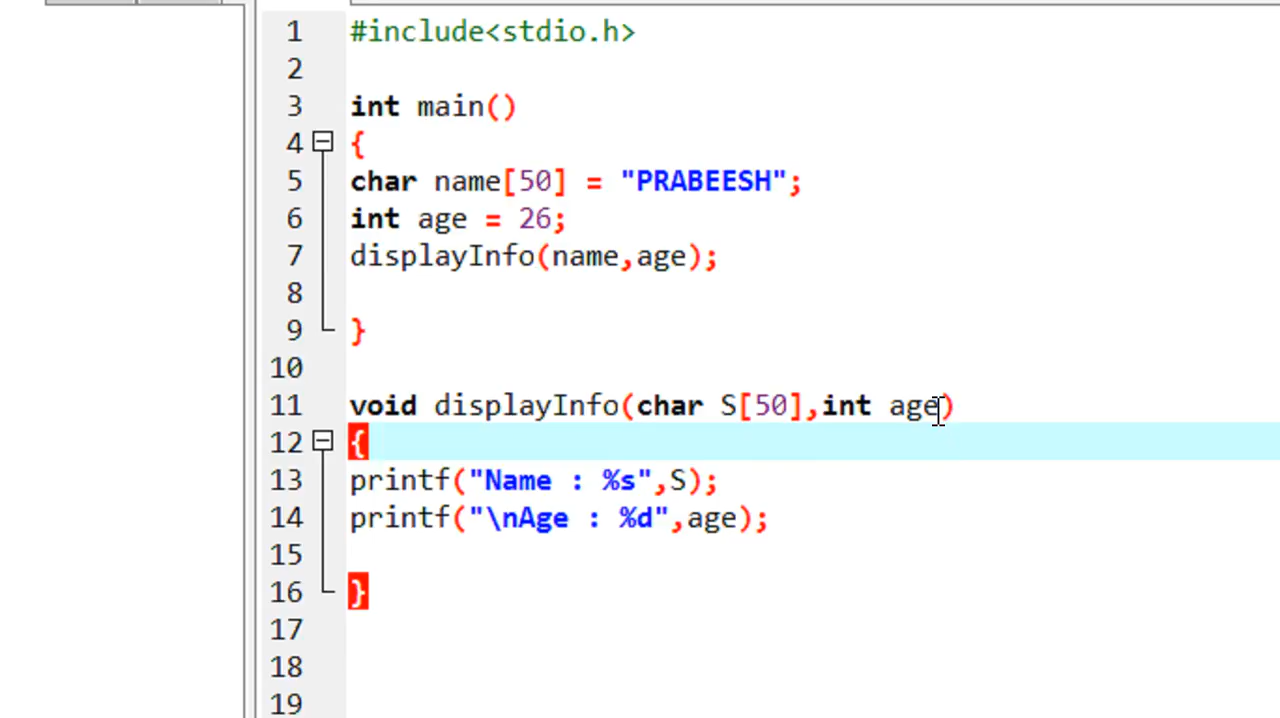 1 #include<stdio.h>
2
3 int main()
4 {
5 char name[50] = "PRABEESH";
6 int age = 26;
7 displayInfo(name,age);
8
9 }
10
11 void displayInfo(char S[50],int age)
12 {
13 printf("Name : %s",S);
14 printf("\nAge : %d",age);
15
16 }
17
18
19